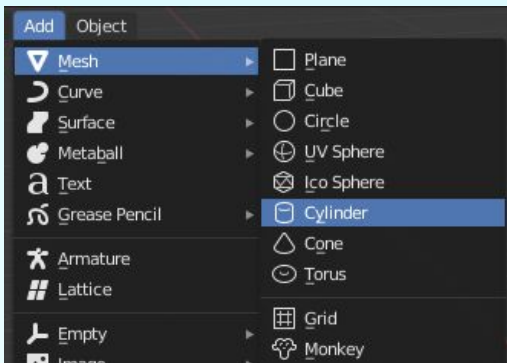 Add Object
Mesh
Curve
Surface
Metaball
Text
Grease Pencil
Armature
Lattice
Empty
Image
Plane
Cube
Circle
UV Sphere
Ico Sphere
Cylinder
Cone
Torus
Grid
Monkey